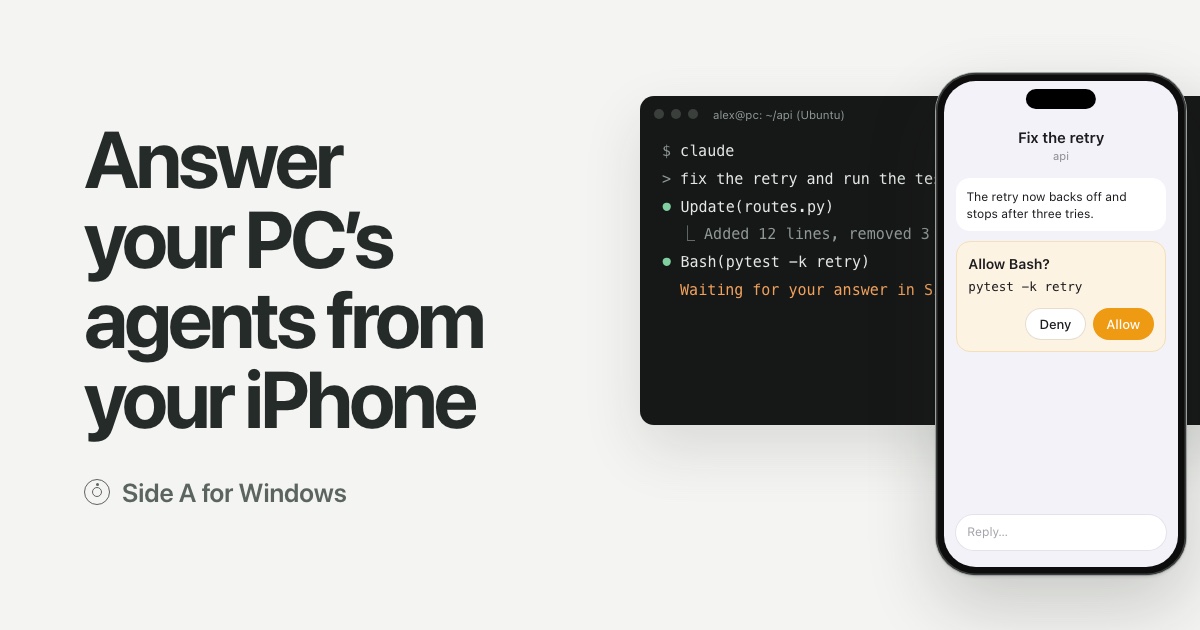 Answer
your PC’s
agents from
your iPhone
Side A for Windows
alex@pc: ~/api (Ubuntu)
$ claude
> fix the retry and run the
Update(routes.py)
Added 12 lines, removed 3
Bash(pytest -k retry)
Waiting for your answer in
Fix the retry
api
The retry now backs off and
stops after three tries.
Allow Bash?
pytest -k retry
Deny
Allow
Reply...